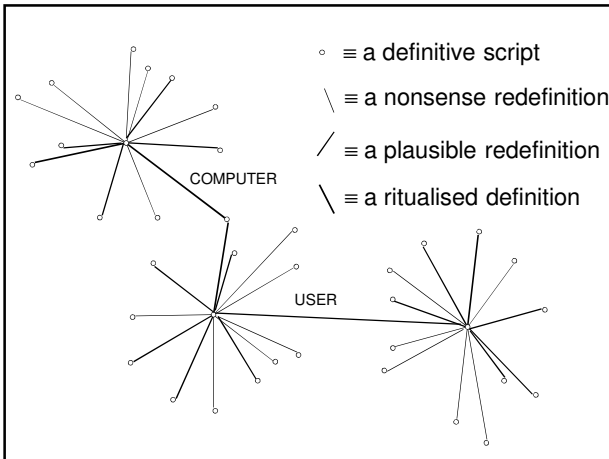 ≡ a definitive script
≡ a nonsense redefinition
≡ a plausible redefinition
COMPUTER
≡ a ritualised definition
USER